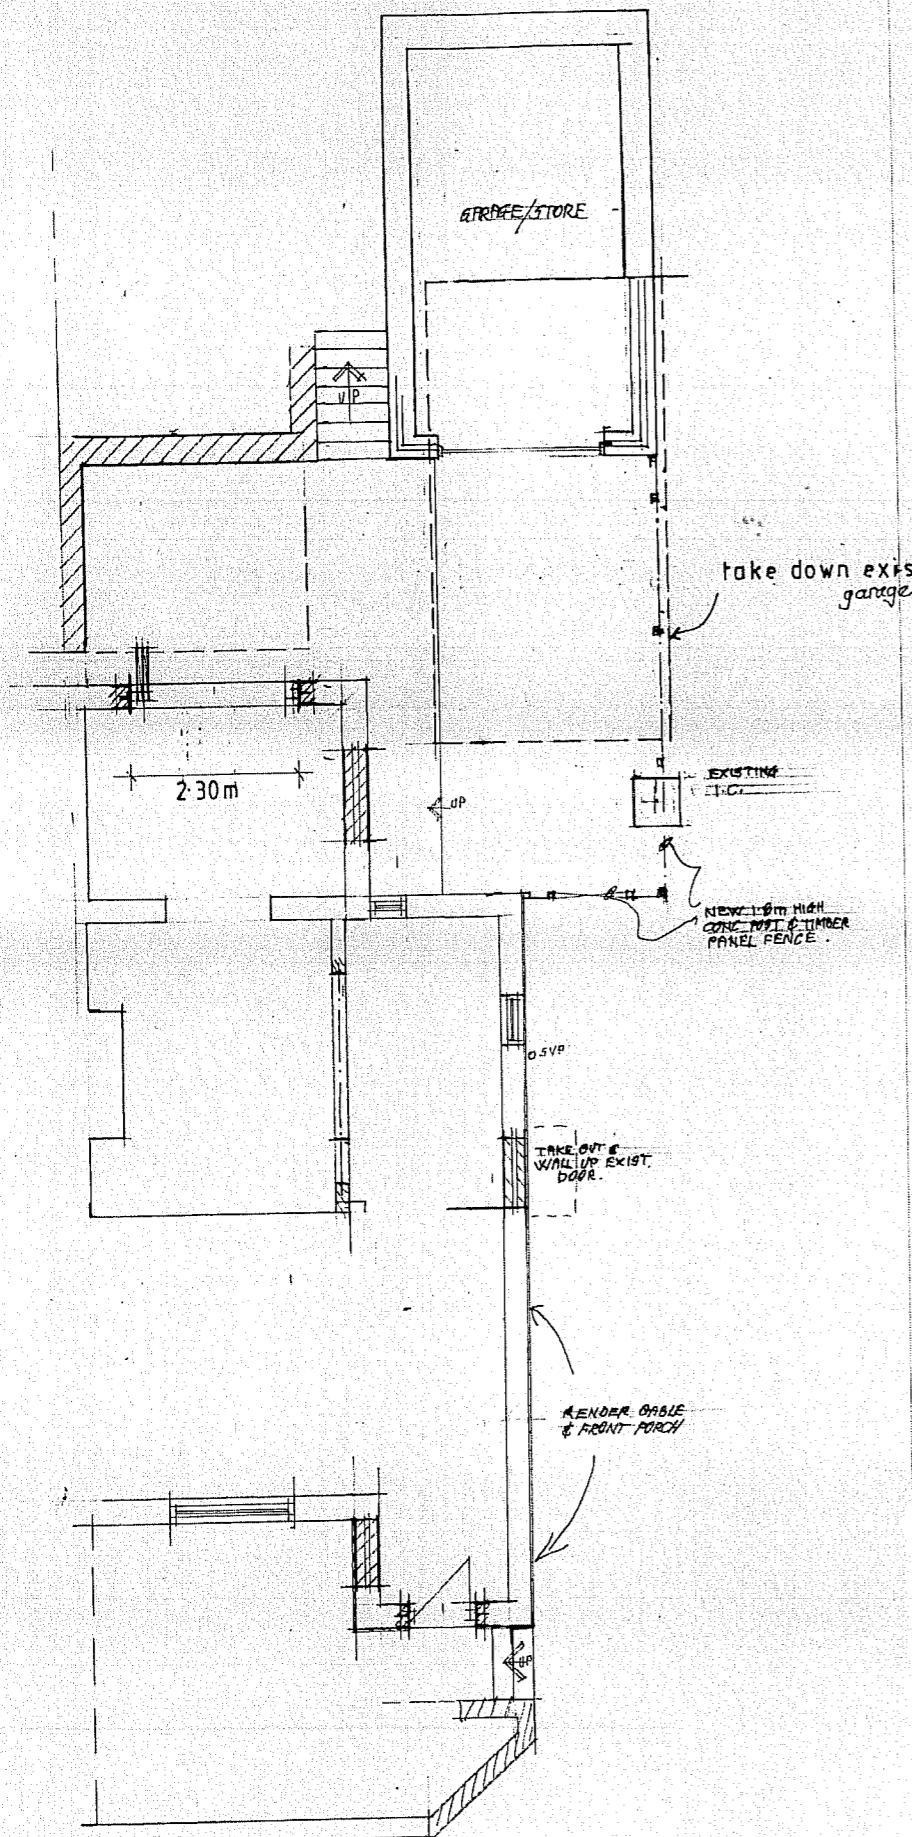 GARAGE/STORE
UP
take down exis
garage
2·30m
EXISTING
I.C.
UP
NEW 1·8m HIGH
CONC POST & TIMBER
PANEL FENCE.
O SVP
TAKE OUT &
WALL UP EXIST.
DOOR.
RENDER GABLE
& FRONT PORCH
UP